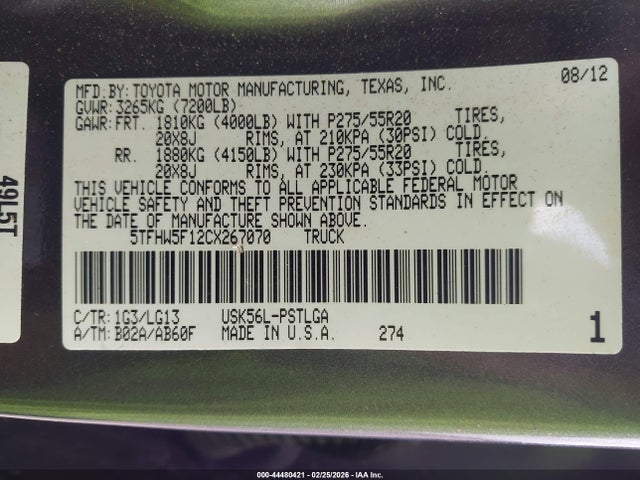 MFD.BY:TOYOTA MOTOR MANUFACTURING, TEXAS, INC. 08/12
GVWR:3265KG (7200LB)
GAWR:FRT. 1810KG (4000LB) WITH P275/55R20 TIRES,
20X8J RIMS, AT 210KPA (30PSI) COLD.
RR. 1880KG (4150LB) WITH P275/55R20 TIRES,
20X8J RIMS, AT 230KPA (33PSI) COLD.
THIS VEHICLE CONFORMS TO ALL APPLICABLE FEDERAL MOTOR
VEHICLE SAFETY AND THEFT PREVENTION STANDARDS IN EFFECT ON
THE DATE OF MANUFACTURE SHOWN ABOVE.
5TFHW5F12CX267070 TRUCK
C/TR:1G3/LG13 USK56L-PSTLGA
A/TM:B02A/AB60F MADE IN U.S.A. 274 1
49L5T
000-44480421 - 02/25/2026 - IAA Inc.